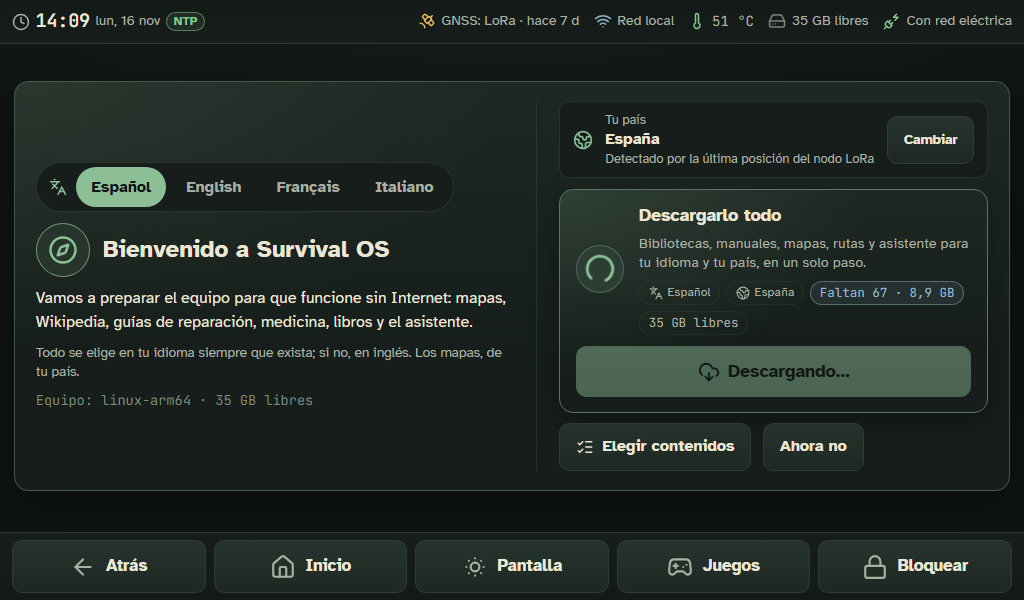 14:09 lun, 16 nov NTP
GNSS: LoRa · hace 7 d
Red local
51 °C
35 GB libres
Con red eléctrica
Español
English
Français
Italiano
Bienvenido a Survival OS
Vamos a preparar el equipo para que funcione sin Internet: mapas,
Wikipedia, guías de reparación, medicina, libros y el asistente.
Todo se elige en tu idioma siempre que exista; si no, en inglés. Los mapas, de
tu país.
Equipo: linux-arm64 · 35 GB libres
Tu país
España
Detectado por la última posición del nodo LoRa
Cambiar
Descargarlo todo
Bibliotecas, manuales, mapas, rutas y asistente para
tu idioma y tu país, en un solo paso.
Español
España
Faltan 67 · 8,9 GB
35 GB libres
Descargando...
Elegir contenidos
Ahora no
Atrás
Inicio
Pantalla
Juegos
Bloquear